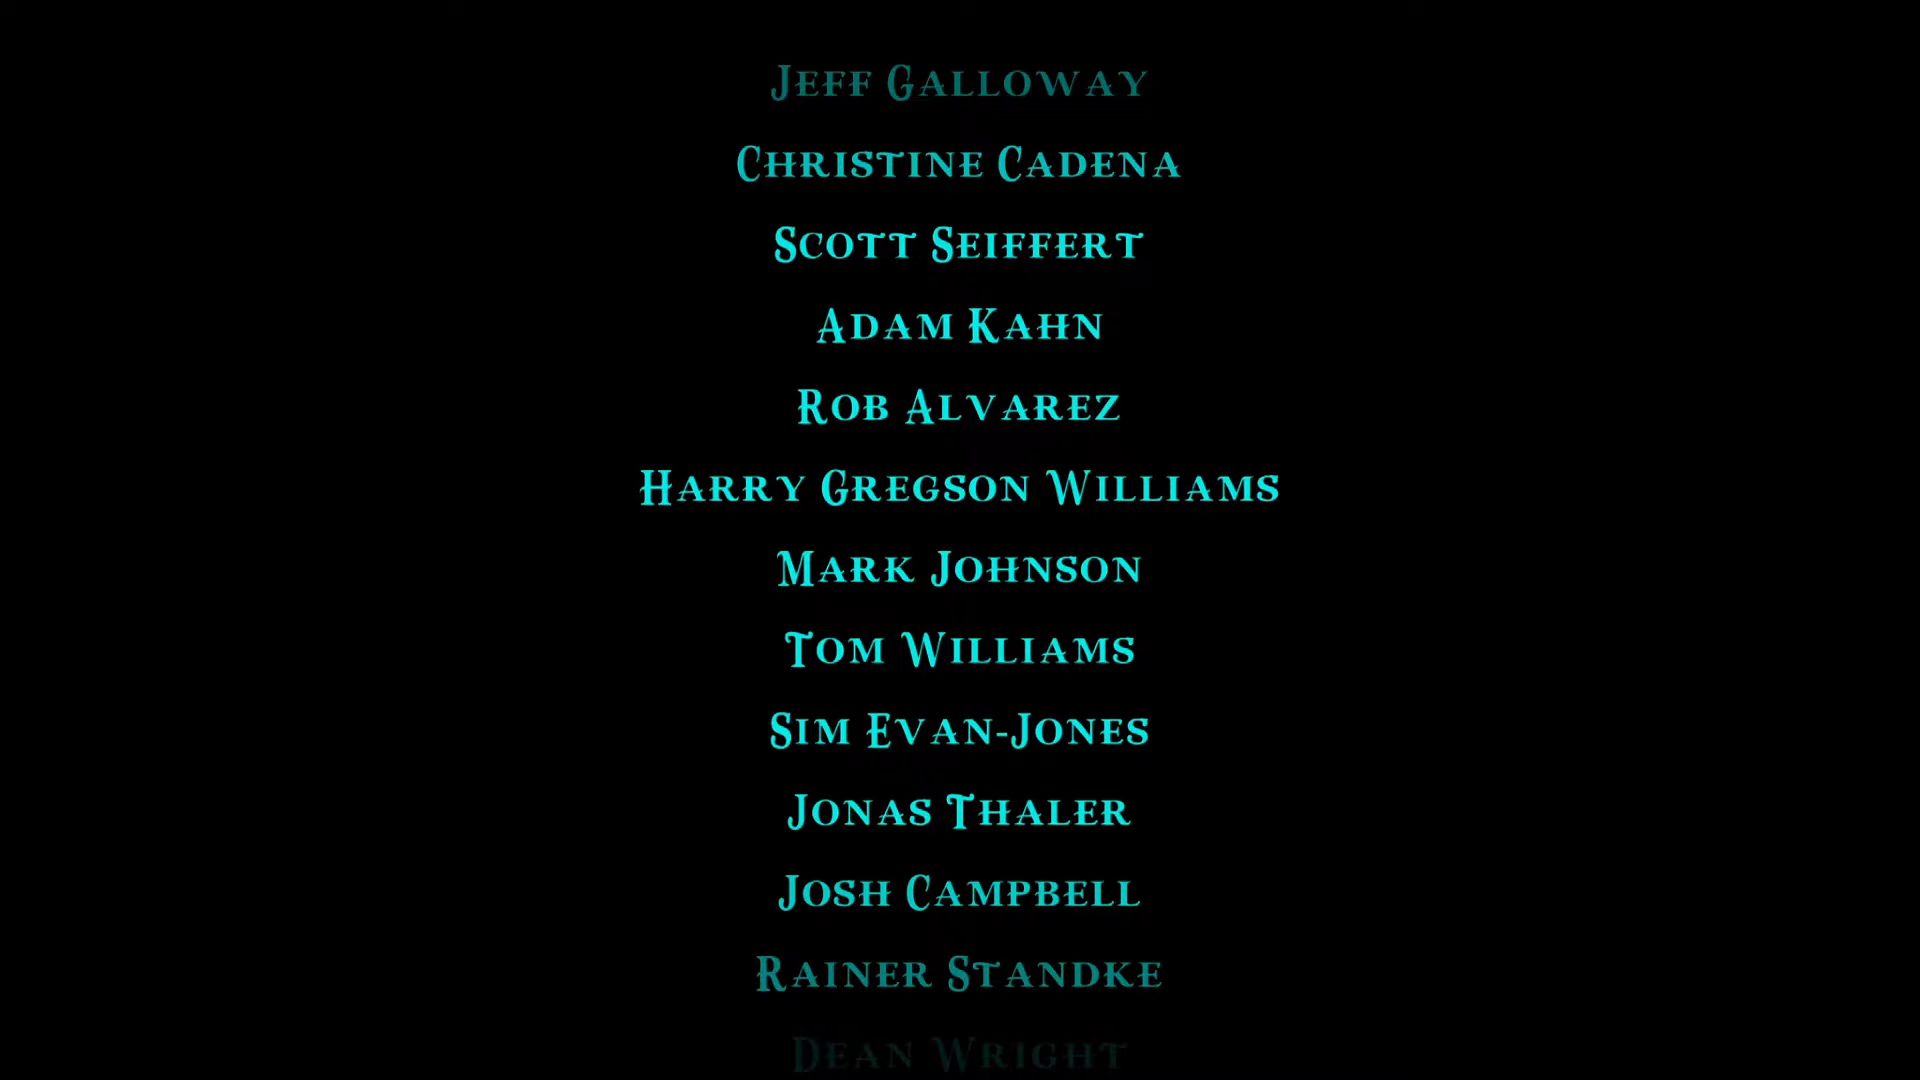 Jeff Galloway
Christine Cadena
Scott Seiffert
Adam Kahn
Rob Alvarez
Harry Gregson Williams
Mark Johnson
Tom Williams
Sim Evan-Jones
Jonas Thaler
Josh Campbell
Rainer Standke
Dean Wright